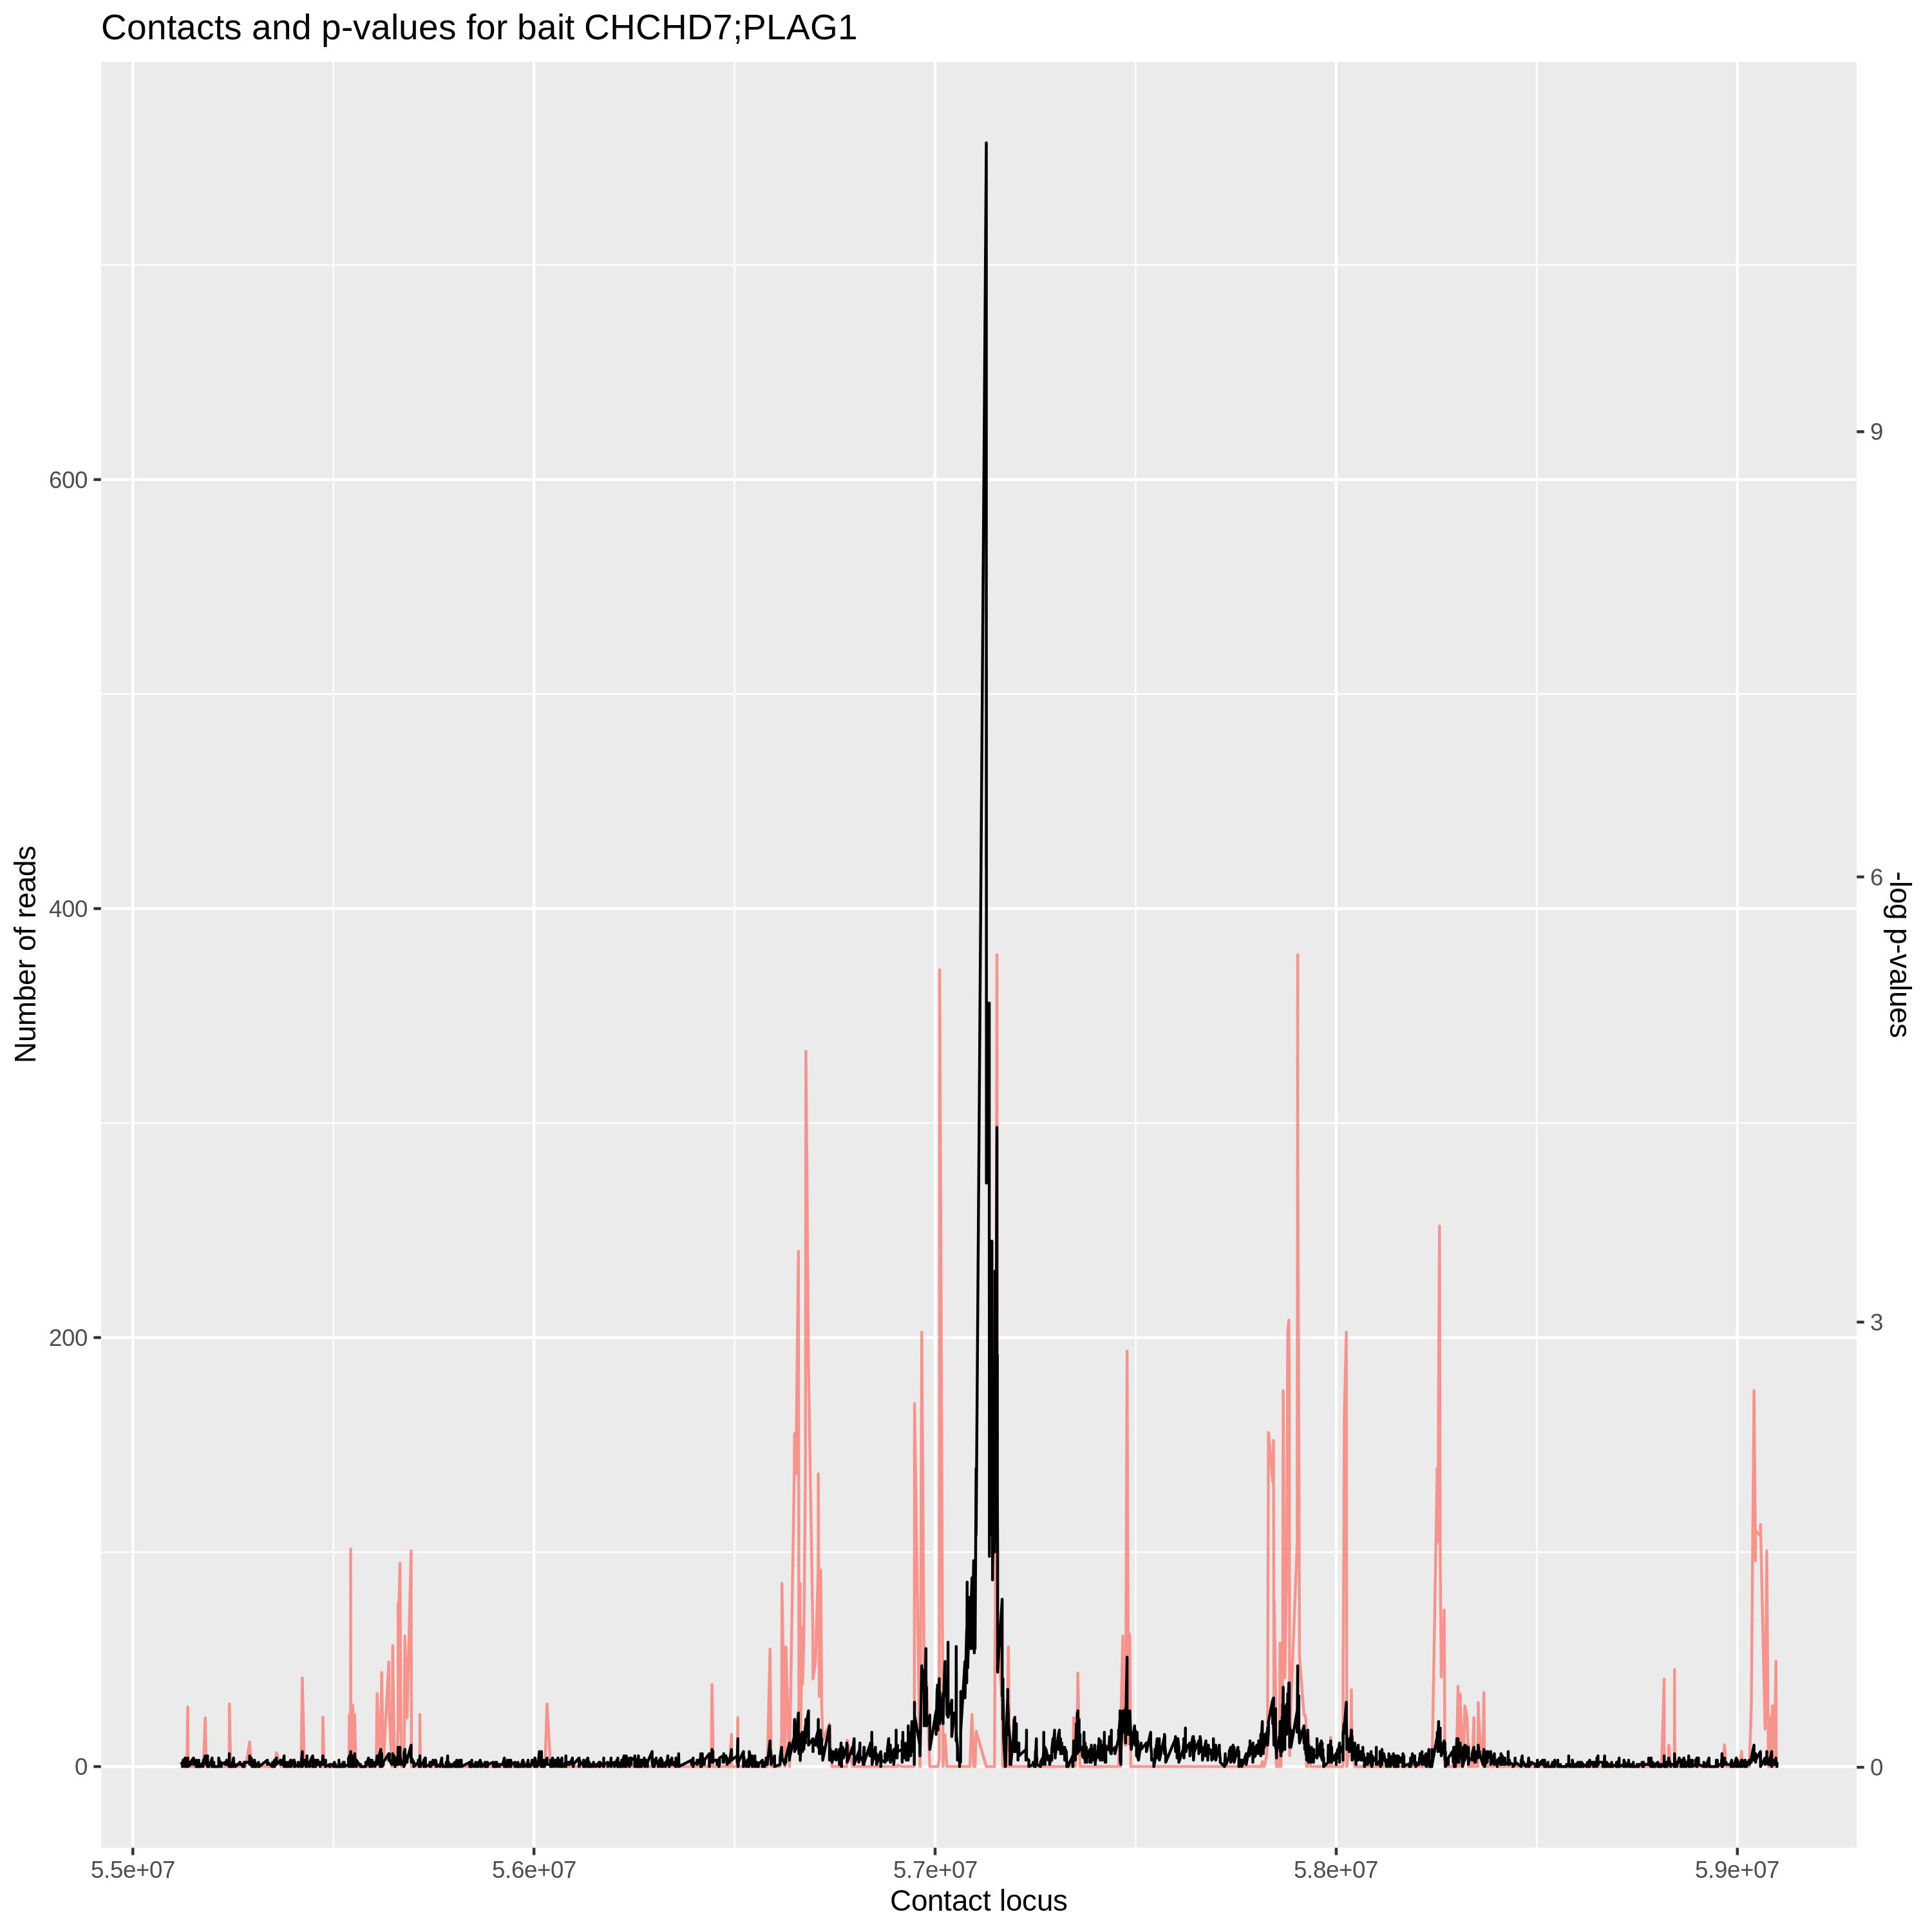 Contacts and p-values for bait CHCHD7;PLAG1
Number of reads
600
400
200
0
9
6
3
0
-log p-values
5.5e+07 5.6e+07 5.7e+07 5.8e+07 5.9e+07
Contact locus